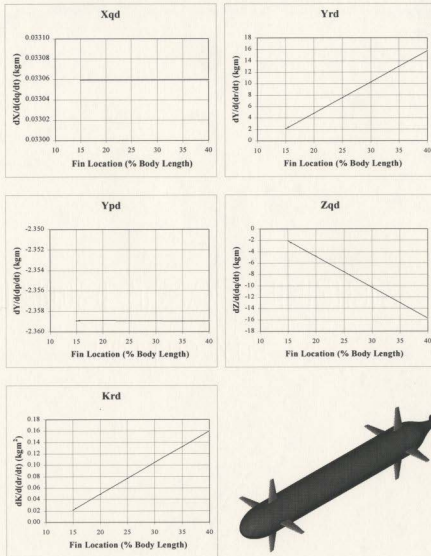 Xqd
dX/d(dq/dt) (kgm)
0.03310
0.03308
0.03306
0.03304
0.03302
0.03300
10 15 20 25 30 35 40
Fin Location (% Body Length)
Yrd
dY/d(dr/dt) (kgm)
18
16
14
12
10
8
6
4
2
0
10 15 20 25 30 35 40
Fin Location (% Body Length)
Ypd
dY/d(dp/dt) (kgm)
-2.350
-2.352
-2.354
-2.356
-2.358
-2.360
10 15 20 25 30 35 40
Fin Location (% Body Length)
Zqd
dZ/d(dq/dt) (kgm)
0
-2
-4
-6
-8
-10
-12
-14
-16
-18
10 15 20 25 30 35 40
Fin Location (% Body Length)
Krd
dK/d(dr/dt) (kgm²)
0.18
0.16
0.14
0.12
0.10
0.08
0.06
0.04
0.02
0.00
10 15 20 25 30 35 40
Fin Location (% Body Length)